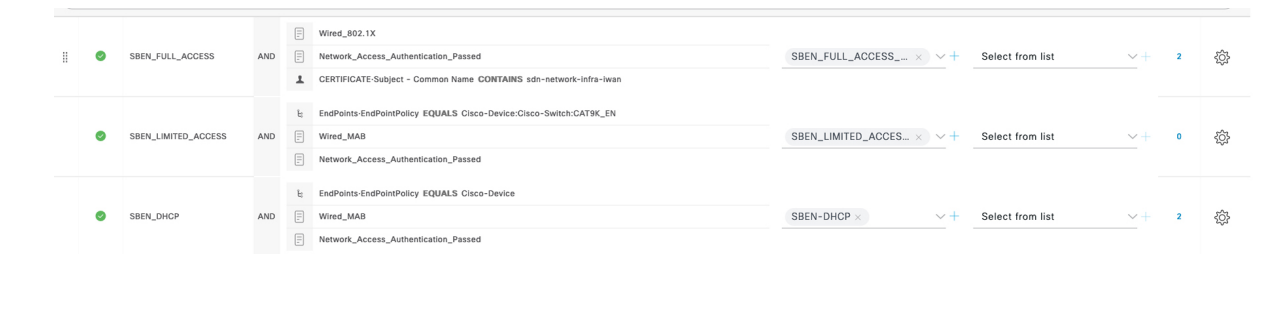 Wired_802.1X
SBEN_FULL_ACCESS AND Network_Access_Authentication_Passed SBEN_FULL_ACCESS_... × + Select from list + 2
CERTIFICATE·Subject - Common Name CONTAINS sdn-network-infra-iwan
EndPoints·EndPointPolicy EQUALS Cisco-Device:Cisco-Switch:CAT9K_EN
SBEN_LIMITED_ACCESS AND Wired_MAB SBEN_LIMITED_ACCES... × + Select from list + 0
Network_Access_Authentication_Passed
EndPoints·EndPointPolicy EQUALS Cisco-Device
SBEN_DHCP AND Wired_MAB SBEN-DHCP × + Select from list + 2
Network_Access_Authentication_Passed